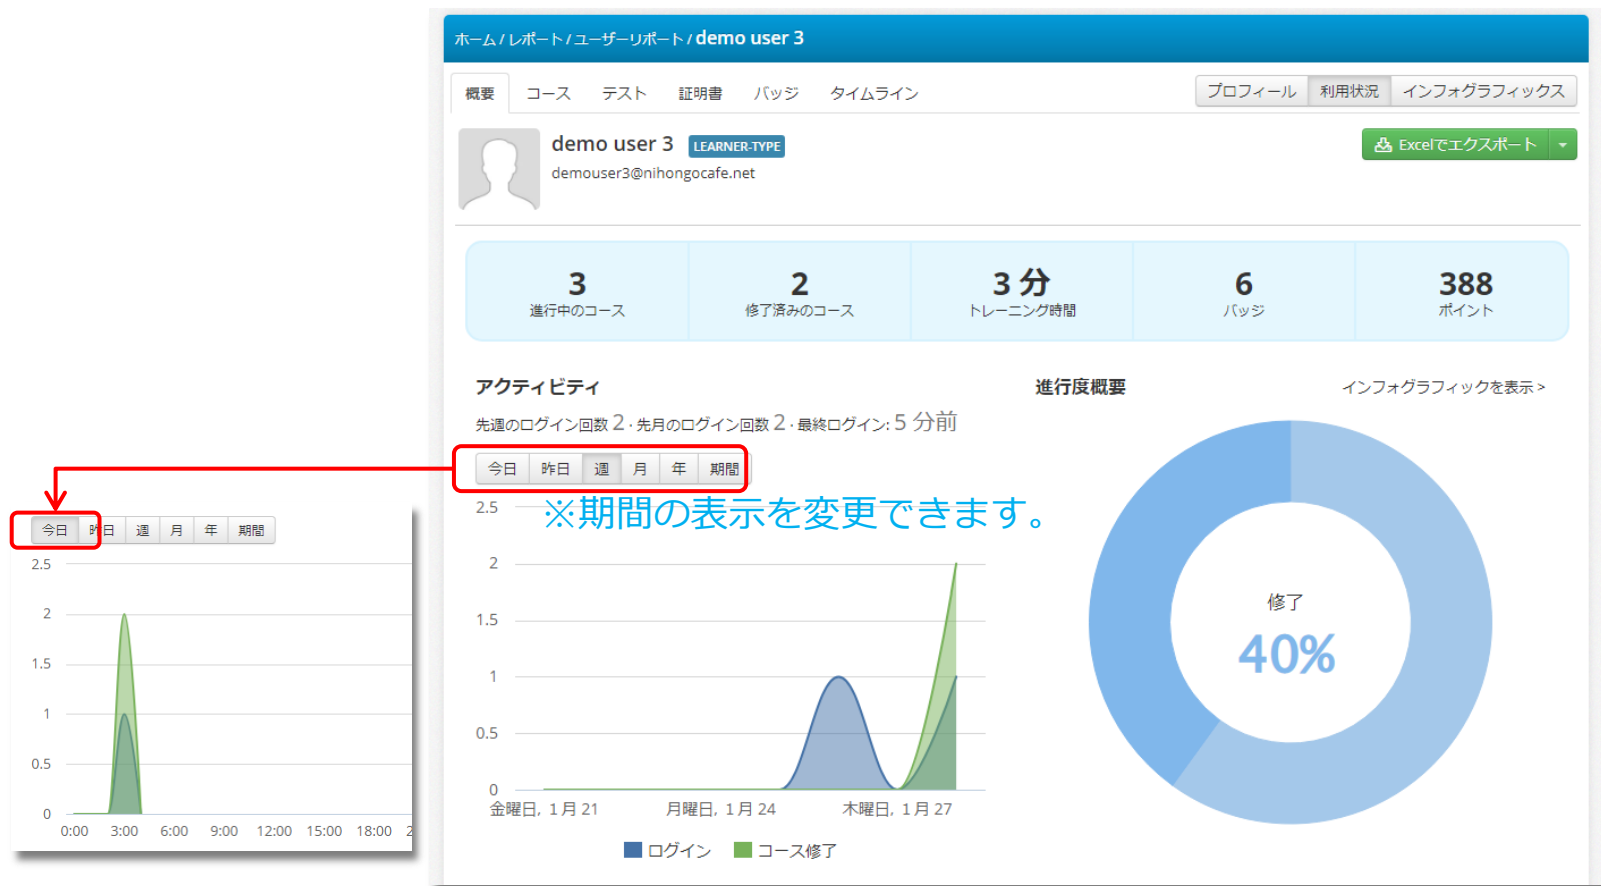 ホーム / レポート / ユーザーリポート / demo user 3
概要 コース テスト 証明書 バッジ タイムライン
プロフィール 利用状況 インフォグラフィックス
demo user 3 LEARNER-TYPE
demouser3@nihongocafe.net
Excelでエクスポート
3 2 3 分 6 388
進行中のコース 修了済みのコース トレーニング時間 バッジ ポイント
アクティビティ
先週のログイン回数 2 · 先月のログイン回数 2 · 最終ログイン: 5 分前
今日 昨日 週 月 年 期間
※期間の表示を変更できます。
2.5
2
1.5
1
0.5
0
金曜日, 1月 21 月曜日, 1月 24 木曜日, 1月 27
ログイン コース修了
進行度概要 インフォグラフィックを表示 >
修了
40%
今日 昨日 週 月 年 期間
2.5
2
1.5
1
0.5
0
0:00 3:00 6:00 9:00 12:00 15:00 18:00 2